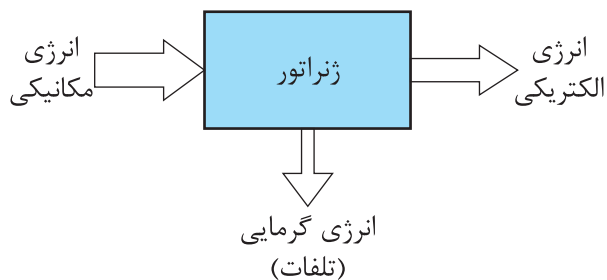 انرژی
مکانیکی
ژنراتور
انرژی
الکتریکی
انرژی گرمایی
(تلفات)